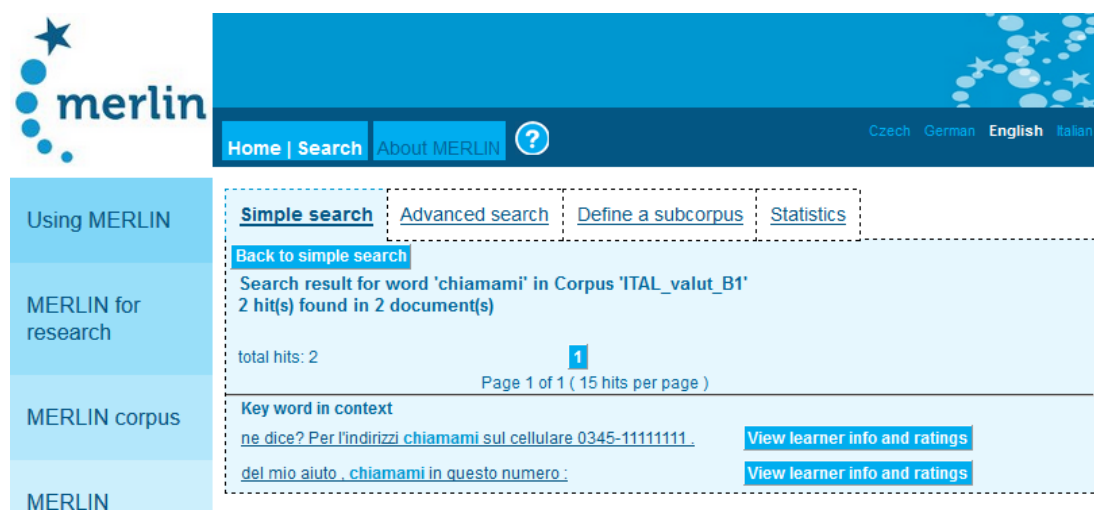 merlin
Home | Search About MERLIN ? Czech German English Italian
Using MERLIN
MERLIN for
research
MERLIN corpus
MERLIN
Simple search Advanced search Define a subcorpus Statistics
Back to simple search
Search result for word 'chiamami' in Corpus 'ITAL_valut_B1'
2 hit(s) found in 2 document(s)
total hits: 2 1
Page 1 of 1 ( 15 hits per page )
Key word in context
ne dice? Per l'indirizzi chiamami sul cellulare 0345-11111111 . View learner info and ratings
del mio aiuto , chiamami in questo numero : View learner info and ratings